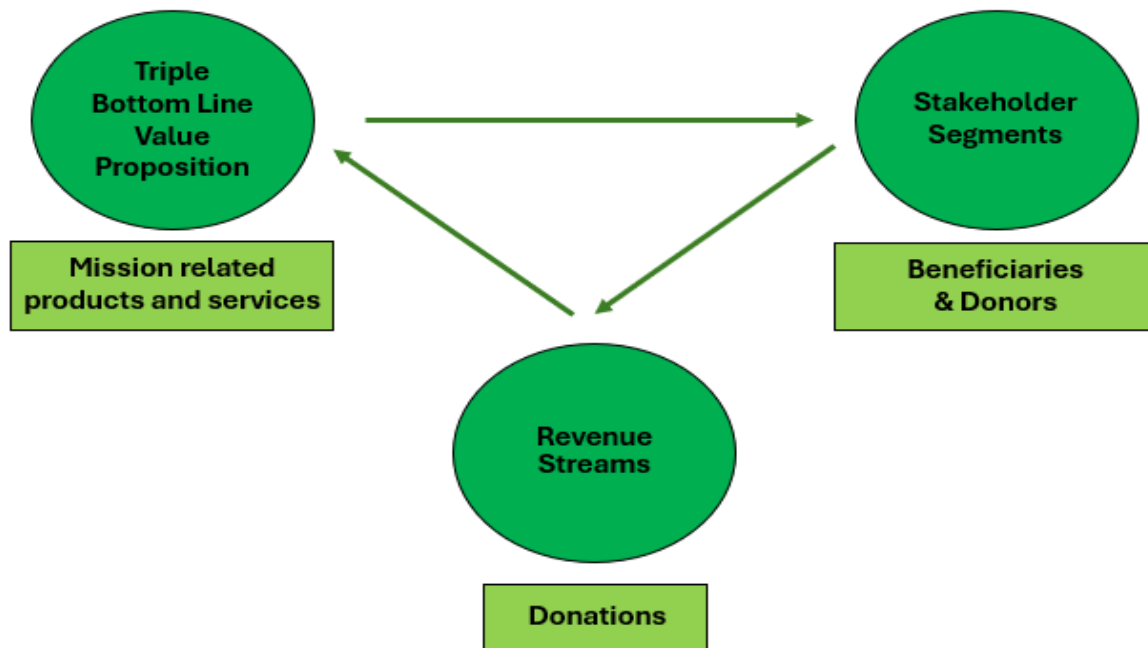 Triple
Bottom Line
Value
Proposition
Stakeholder
Segments
Mission related
products and services
Beneficiaries
& Donors
Revenue
Streams
Donations